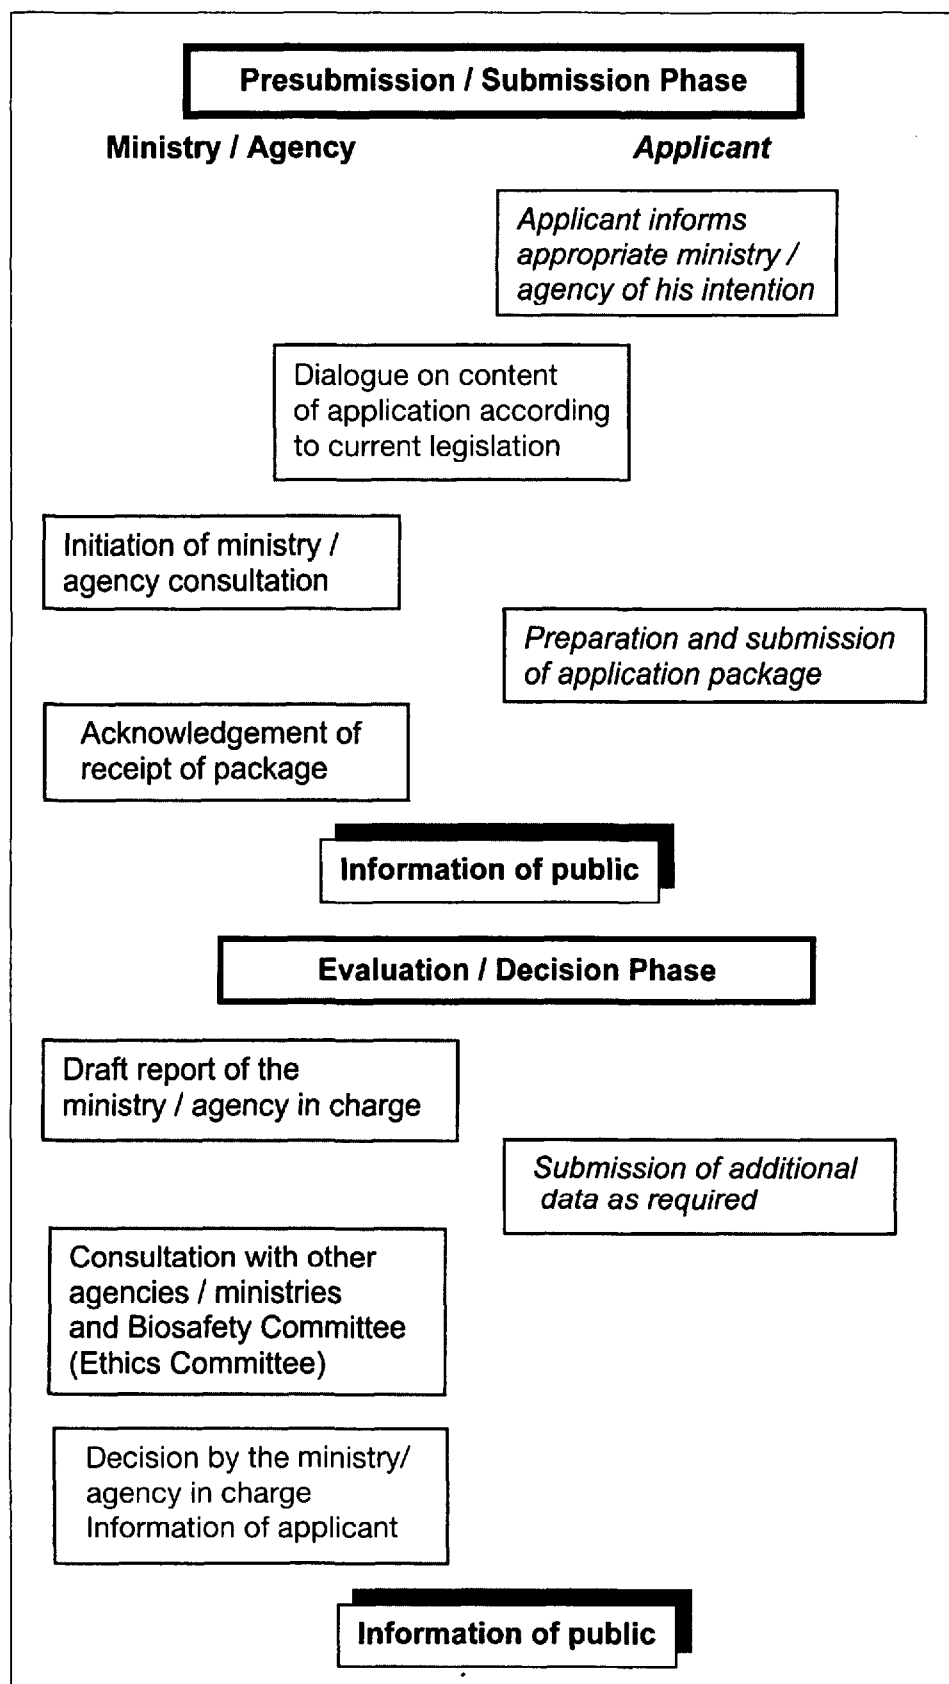 Presubmission / Submission Phase
Ministry / Agency
Applicant
Applicant informs
appropriate ministry /
agency of his intention
Dialogue on content
of application according
to current legislation
Initiation of ministry /
agency consultation
Preparation and submission
of application package
Acknowledgement of
receipt of package
Information of public
Evaluation / Decision Phase
Draft report of the
ministry / agency in charge
Submission of additional
data as required
Consultation with other
agencies / ministries
and Biosafety Committee
(Ethics Committee)
Decision by the ministry/
agency in charge
Information of applicant
Information of public